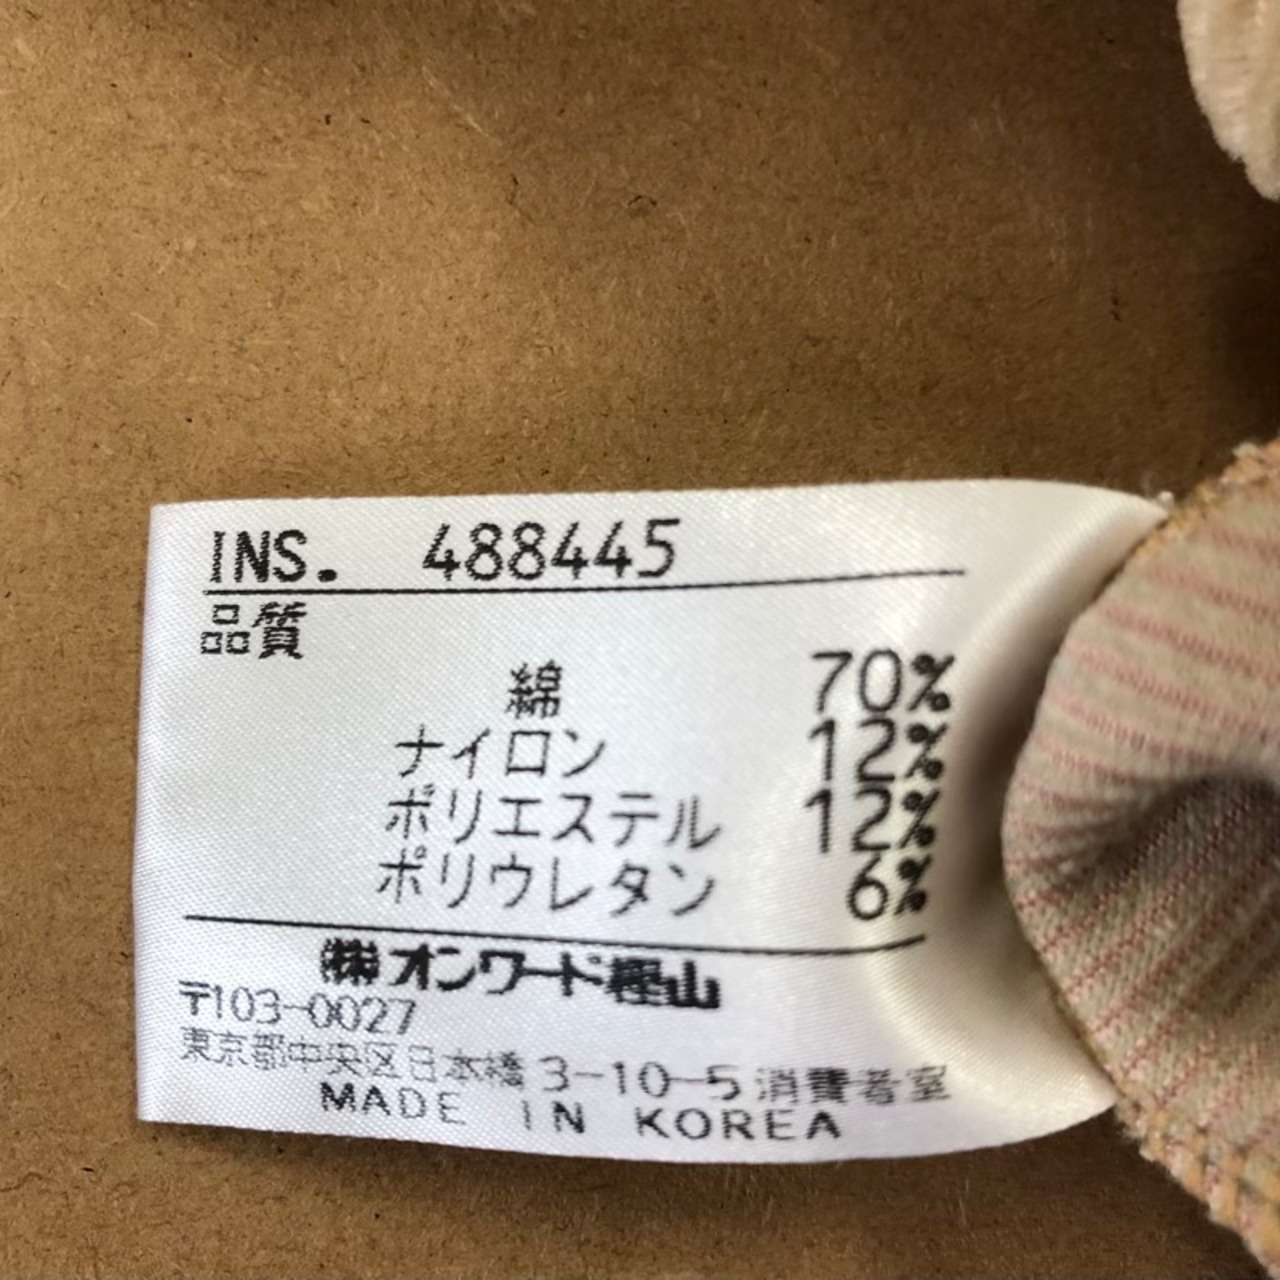 INS. 488445
品質
綿 70%
ナイロン 12%
ポリエステル 12%
ポリウレタン 6%
㈱オンワード樫山
〒103-0027
東京都中央区日本橋3-10-5消費者室
MADE IN KOREA